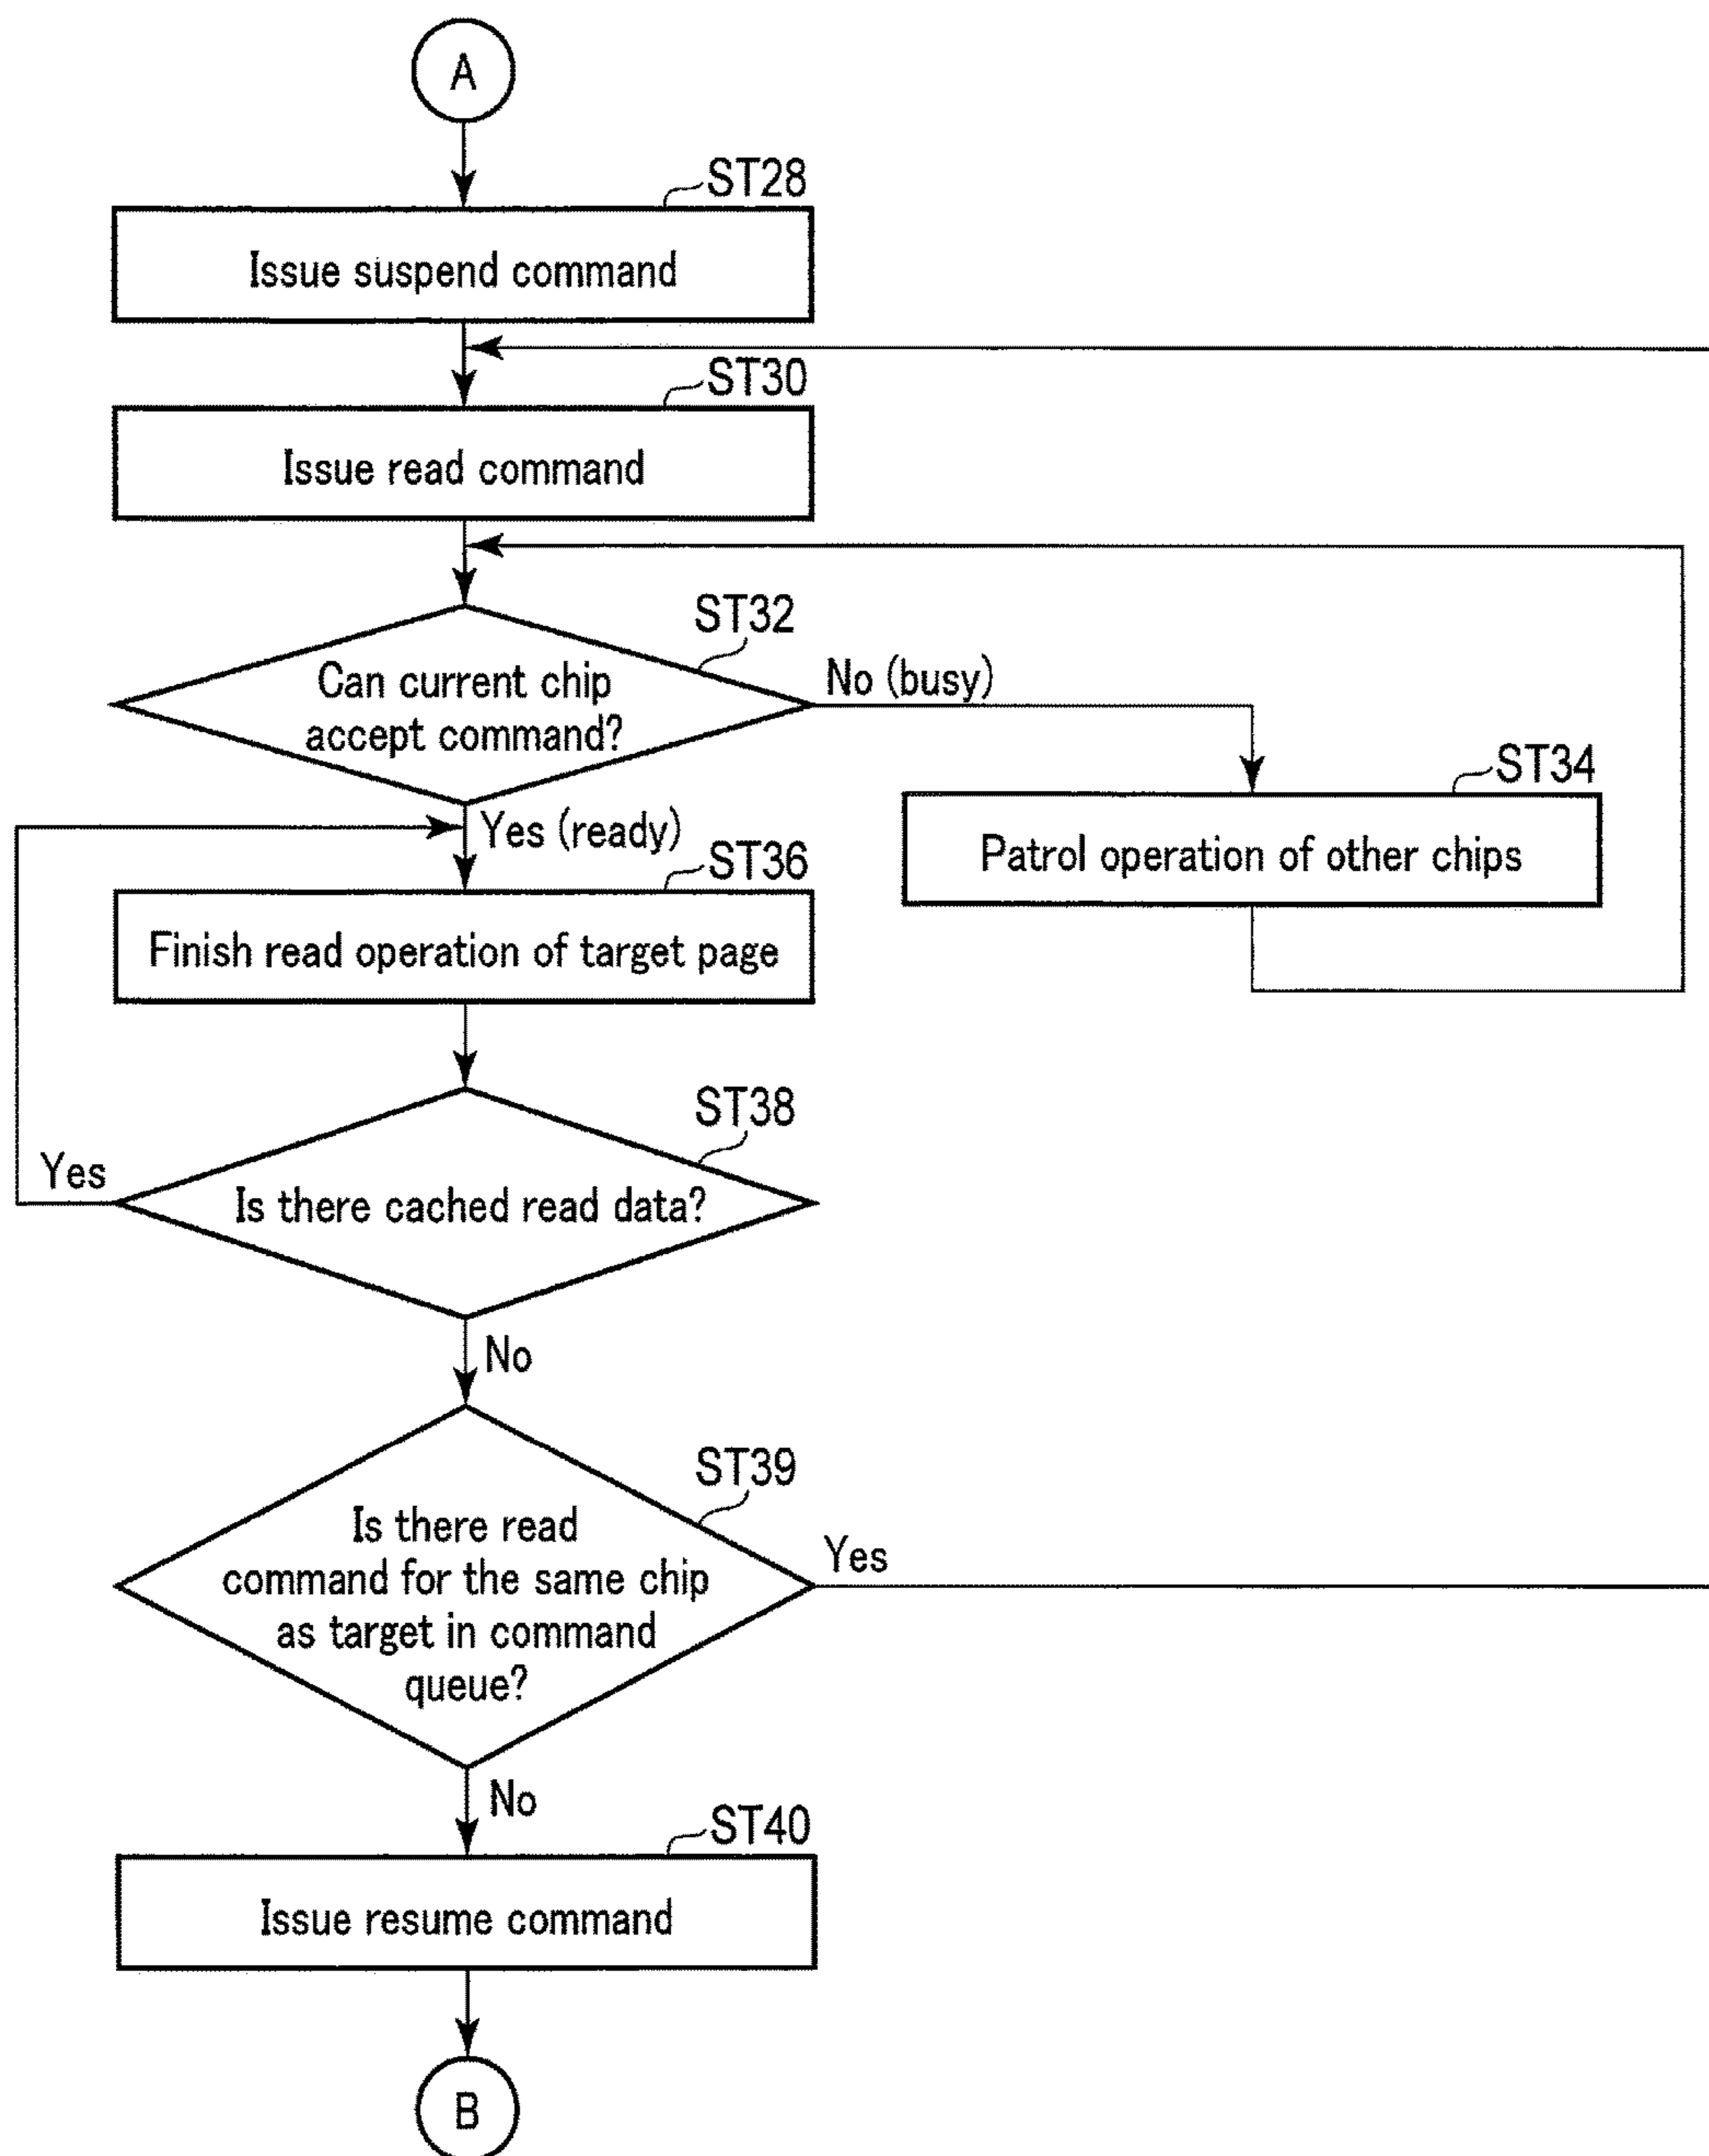 A
ST28
Issue suspend command
ST30
Issue read command
ST32
Can current chip
accept command?
No (busy)
ST34
Patrol operation of other chips
Yes (ready)
ST36
Finish read operation of target page
ST38
Is there cached read data?
Yes
No
ST39
Is there read
command for the same chip
as target in command
queue?
Yes
No
ST40
Issue resume command
B